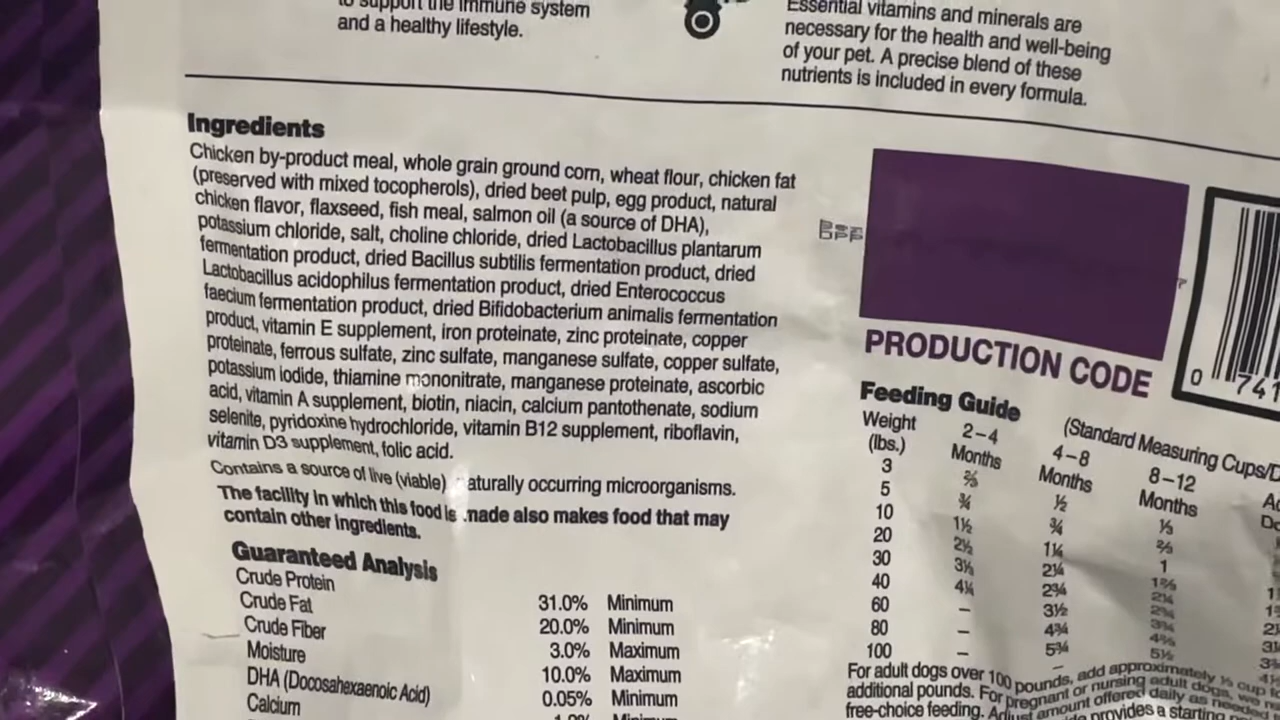 to support the immune system
and a healthy lifestyle.
Essential vitamins and minerals are
necessary for the health and well-being
of your pet. A precise blend of these
nutrients is included in every formula.
Ingredients
Chicken by-product meal, whole grain ground corn, wheat flour, chicken fat
(preserved with mixed tocopherols), dried beet pulp, egg product, natural
chicken flavor, flaxseed, fish meal, salmon oil (a source of DHA),
potassium chloride, salt, choline chloride, dried Lactobacillus plantarum
fermentation product, dried Bacillus subtilis fermentation product, dried
Lactobacillus acidophilus fermentation product, dried Enterococcus
faecium fermentation product, dried Bifidobacterium animalis fermentation
product, vitamin E supplement, iron proteinate, zinc proteinate, copper
proteinate, ferrous sulfate, zinc sulfate, manganese sulfate, copper sulfate,
potassium iodide, thiamine mononitrate, manganese proteinate, ascorbic
acid, vitamin A supplement, biotin, niacin, calcium pantothenate, sodium
selenite, pyridoxine hydrochloride, vitamin B12 supplement, riboflavin,
vitamin D3 supplement, folic acid.
Contains a source of live (viable) aturally occurring microorganisms.
The facility in which this food is made also makes food that may
contain other ingredients.
Guaranteed Analysis
Crude Protein 31.0% Minimum
Crude Fat 20.0% Minimum
Crude Fiber 3.0% Maximum
Moisture 10.0% Maximum
DHA (Docosahexaenoic Acid) 0.05% Minimum
Calcium 1.0% Minimum
PRODUCTION CODE
0 741
Feeding Guide (Standard Measuring Cups/D
Weight 2–4 4–8 8–12
(lbs.) Months Months Months
3 ⅔ ½ ⅓
5 ¾ ¾ ⅔
10 1½ 1¼ 1
20 2½ 2¼
30 3½ 2¾
40 4¼ 3½
60 – 4¾
80 – 5¾
100 – –
For adult dogs over 100 pounds, add approximately ⅓ cup
additional pounds. For pregnant or nursing adult dogs, we
free-choice feeding. Adjust amount offered daily as needed
provides a starting